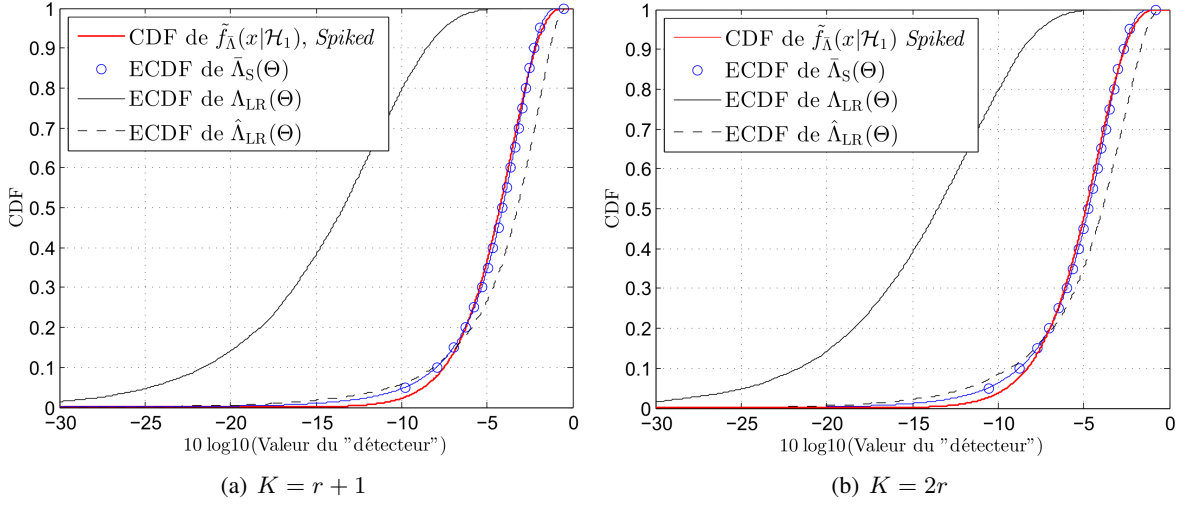 1
0.9
0.8
0.7
0.6
0.5
0.4
0.3
0.2
0.1
0
CDF
CDF de f̃_Λ̄(x|ℋ₁), Spiked
ECDF de Λ̄_S(Θ)
ECDF de Λ_LR(Θ)
ECDF de Λ̂_LR(Θ)
−30 −25 −20 −15 −10 −5 0
10 log10(Valeur du "détecteur")
(a) K = r + 1
1
0.9
0.8
0.7
0.6
0.5
0.4
0.3
0.2
0.1
0
CDF
CDF de f̃_Λ̄(x|ℋ₁) Spiked
ECDF de Λ̄_S(Θ)
ECDF de Λ_LR(Θ)
ECDF de Λ̂_LR(Θ)
−30 −25 −20 −15 −10 −5 0
10 log10(Valeur du "détecteur")
(b) K = 2r